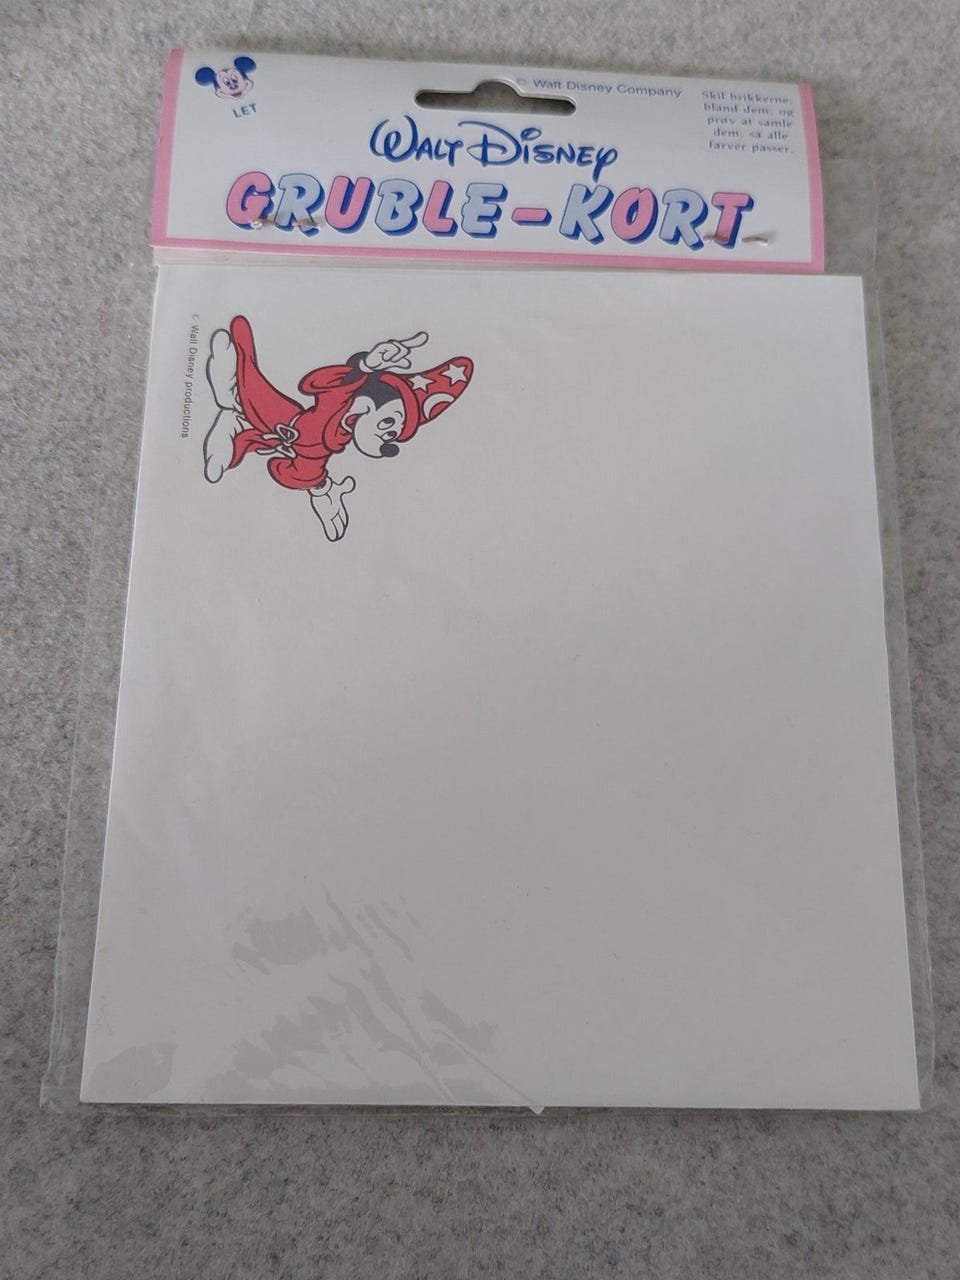 © Walt Disney Company
LET
Skil brikkerne,
bland dem, og
prøv at samle
dem, så alle
farver passer.
WALT DISNEY
GRUBLE-KORT
© Walt Disney productions